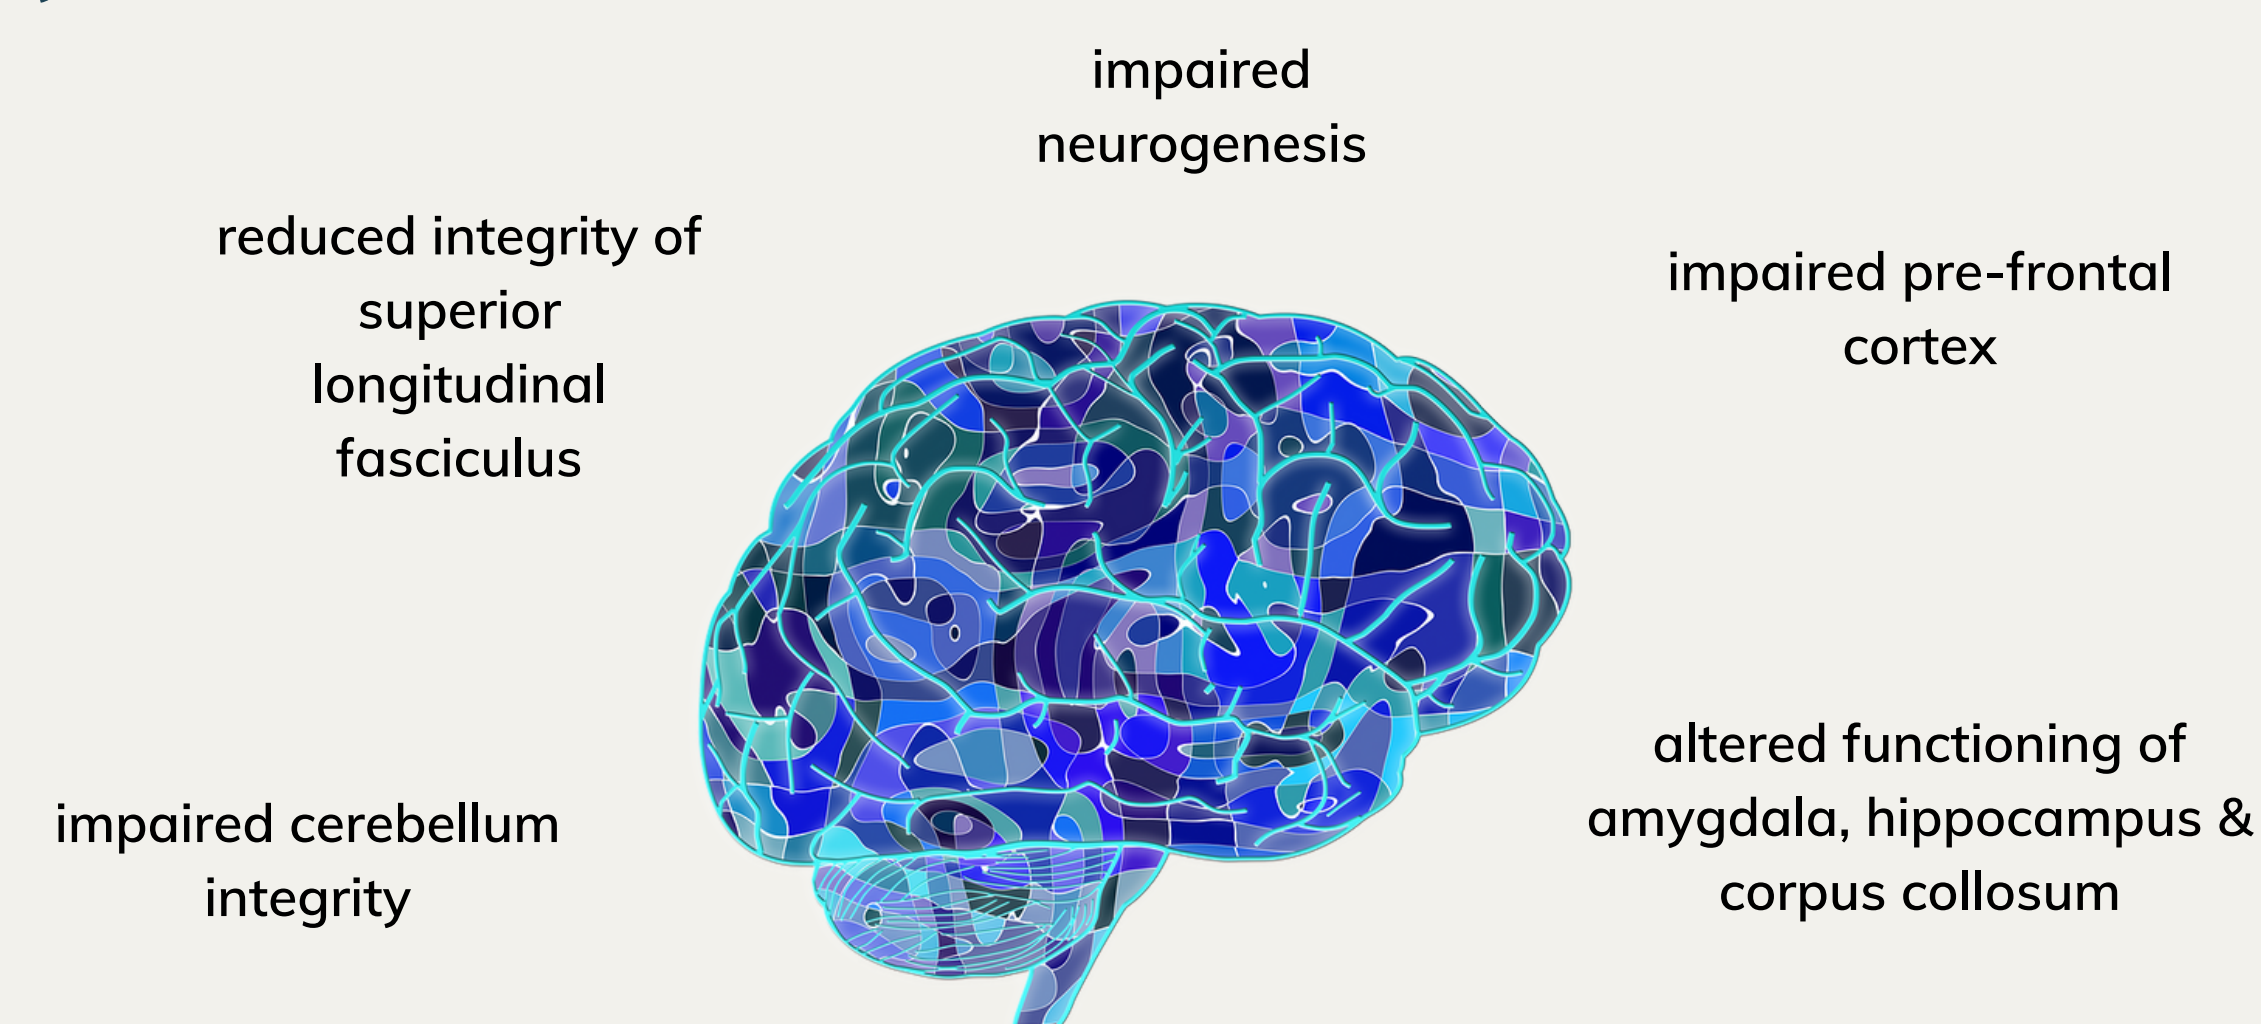 impaired
neurogenesis
reduced integrity of
superior
longitudinal
fasciculus
impaired pre-frontal
cortex
altered functioning of
amygdala, hippocampus &
corpus collosum
impaired cerebellum
integrity